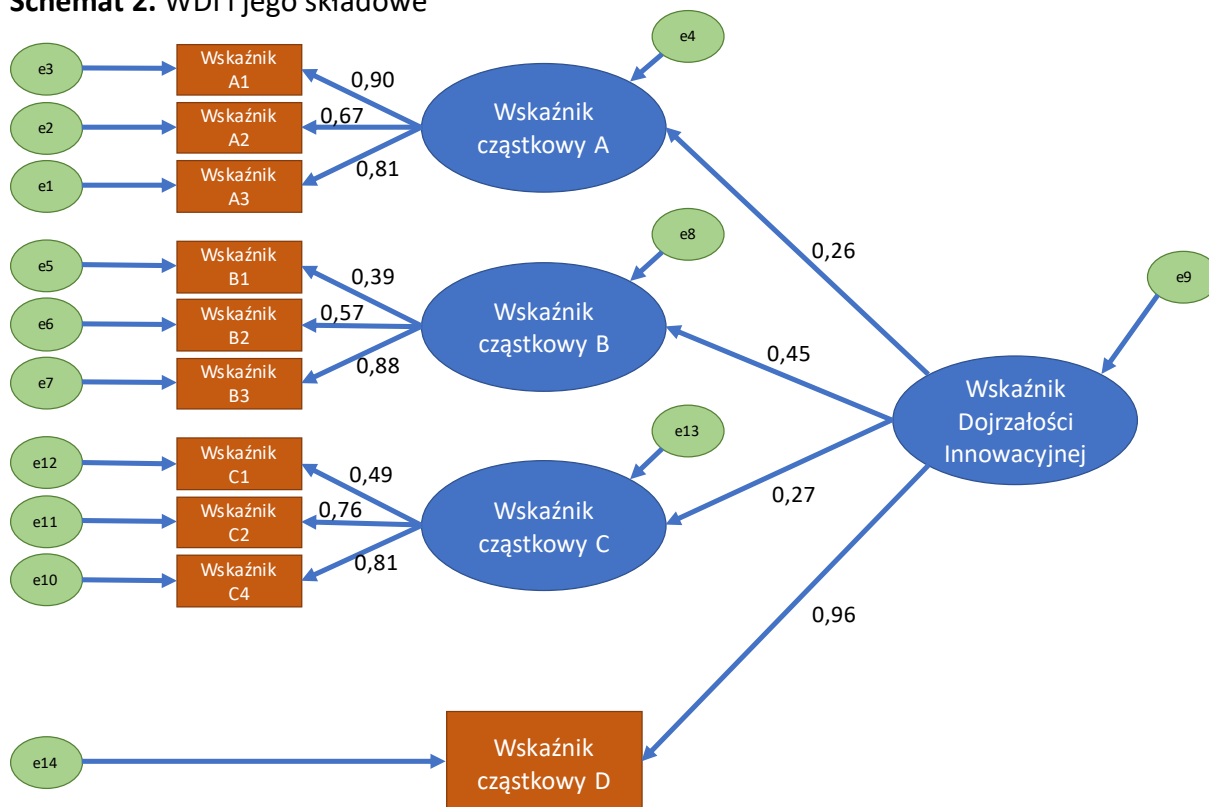 Schemat 2. WDI i jego składowe
e4
e3
Wskaźnik
A1
0,90
Wskaźnik
cząstkowy A
e2
Wskaźnik
A2
0,67
e1
Wskaźnik
A3
0,81
e8
0,26
e5
Wskaźnik
B1
0,39
e9
e6
Wskaźnik
B2
0,57
Wskaźnik
cząstkowy B
0,45
e7
Wskaźnik
B3
0,88
Wskaźnik
Dojrzałości
Innowacyjnej
e13
e12
Wskaźnik
C1
0,49
0,27
e11
Wskaźnik
C2
0,76
Wskaźnik
cząstkowy C
e10
Wskaźnik
C4
0,81
0,96
e14
Wskaźnik
cząstkowy D